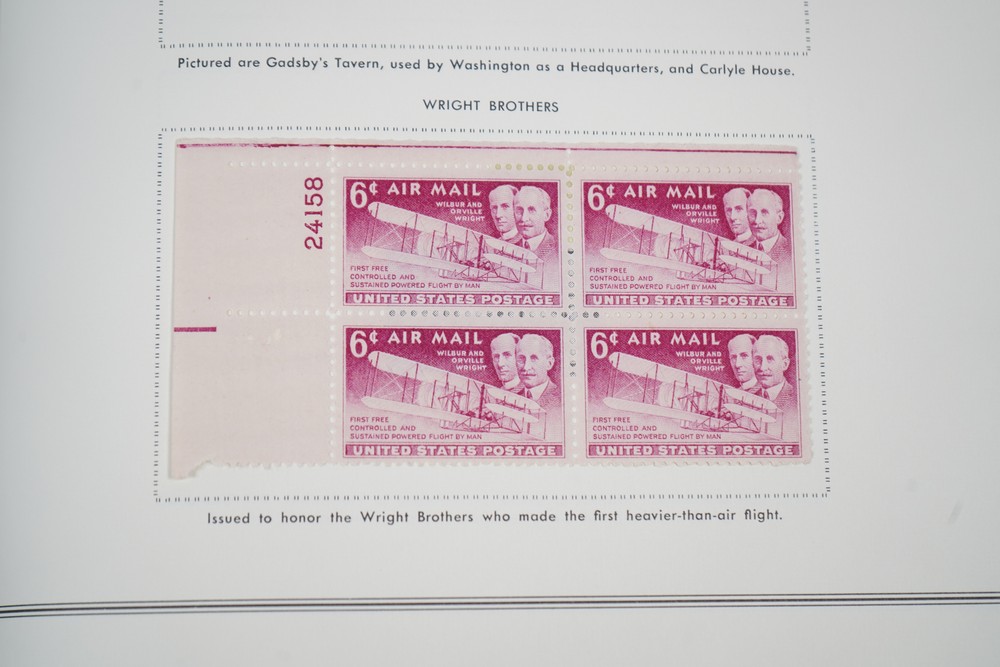 Pictured are Gadsby's Tavern, used by Washington as a Headquarters, and Carlyle House.
WRIGHT BROTHERS
24158
6¢ AIR MAIL
WILBUR AND
ORVILLE
WRIGHT
FIRST FREE
CONTROLLED AND
SUSTAINED POWERED FLIGHT BY MAN
UNITED STATES POSTAGE
6¢ AIR MAIL
WILBUR AND
ORVILLE
WRIGHT
FIRST FREE
CONTROLLED AND
SUSTAINED POWERED FLIGHT BY MAN
UNITED STATES POSTAGE
6¢ AIR MAIL
WILBUR AND
ORVILLE
WRIGHT
FIRST FREE
CONTROLLED AND
SUSTAINED POWERED FLIGHT BY MAN
UNITED STATES POSTAGE
6¢ AIR MAIL
WILBUR AND
ORVILLE
WRIGHT
FIRST FREE
CONTROLLED AND
SUSTAINED POWERED FLIGHT BY MAN
UNITED STATES POSTAGE
Issued to honor the Wright Brothers who made the first heavier-than-air flight.